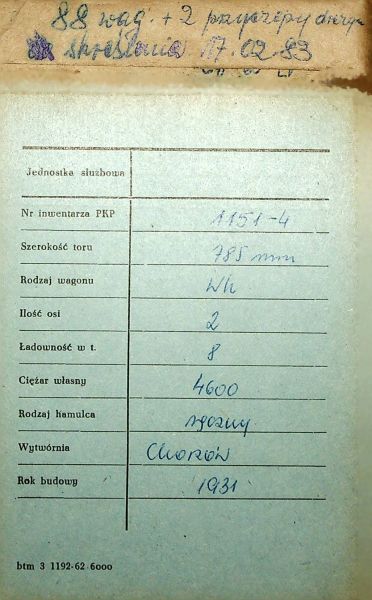 88 wag. + 2 przyczepy
skreślenia 17.02.83
Jednostka służbowa
Nr inwentarza PKP 1151-4
Szerokość toru 785 mm
Rodzaj wagonu Wh
Ilość osi 2
Ładowność w t. 8
Ciężar własny 4600
Rodzaj hamulca ręczny
Wytwórnia Chorzów
Rok budowy 1931
btm 3 1192-62 6000